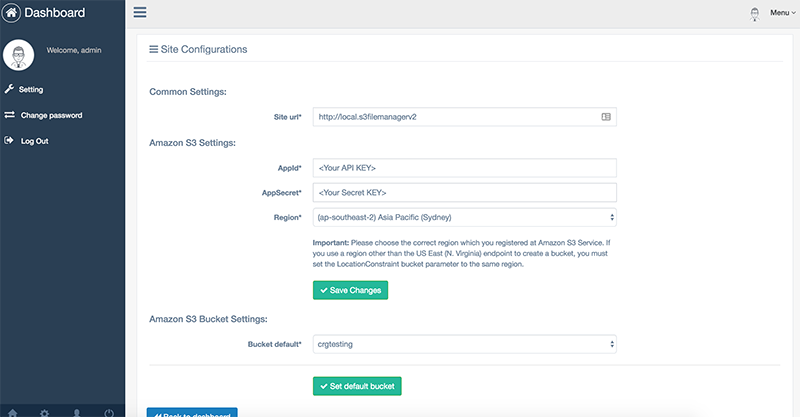 Dashboard
Menu
Welcome, admin
Setting
Change password
Log Out
Site Configurations
Common Settings:
Site url* http://local.s3filemanagerv2
Amazon S3 Settings:
AppId* <Your API KEY>
AppSecret* <Your Secret KEY>
Region* (ap-southeast-2) Asia Pacific (Sydney)
Important: Please choose the correct region which you registered at Amazon S3 Service. If
you use a region other than the US East (N. Virginia) endpoint to create a bucket, you must
set the LocationConstraint bucket parameter to the same region.
Save Changes
Amazon S3 Bucket Settings:
Bucket default* crgtesting
Set default bucket
Back to dashboard